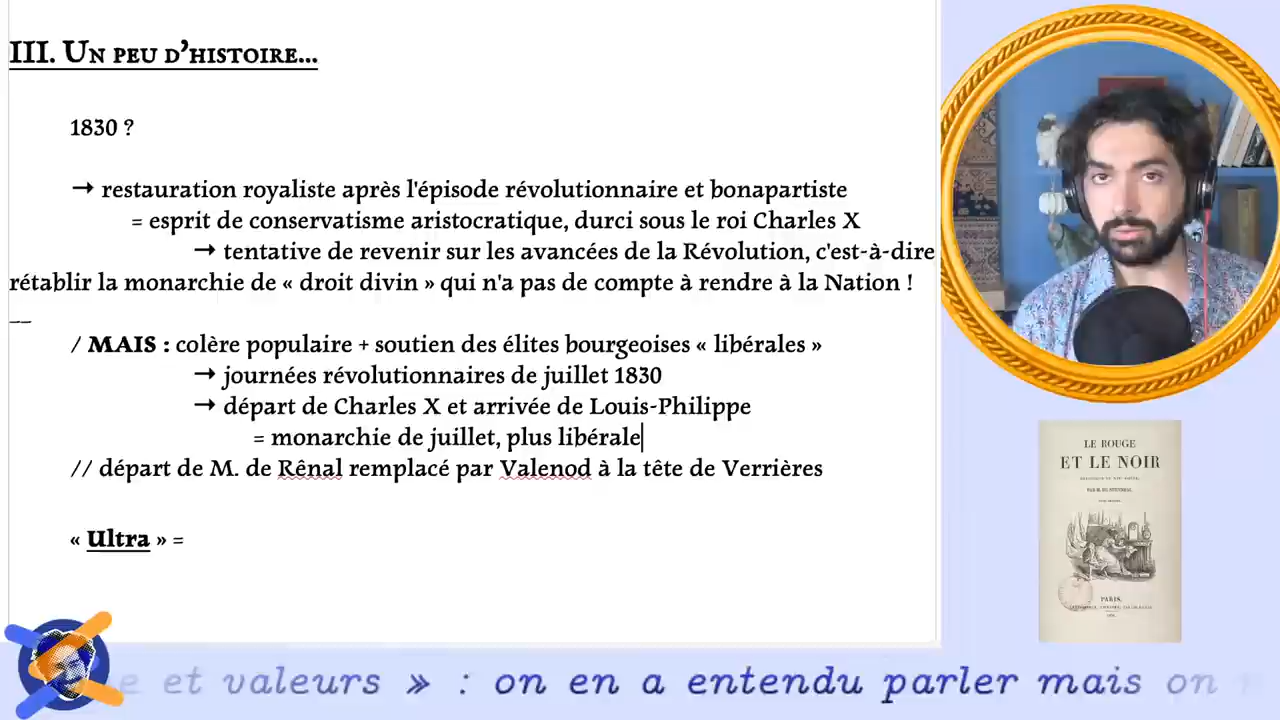 III. Un peu d’histoire...
1830 ?
→ restauration royaliste après l'épisode révolutionnaire et bonapartiste
= esprit de conservatisme aristocratique, durci sous le roi Charles X
→ tentative de revenir sur les avancées de la Révolution, c'est-à-dire
rétablir la monarchie de « droit divin » qui n'a pas de compte à rendre à la Nation !
/ MAIS : colère populaire + soutien des élites bourgeoises « libérales »
→ journées révolutionnaires de juillet 1830
→ départ de Charles X et arrivée de Louis-Philippe
= monarchie de juillet, plus libérale
// départ de M. de Rênal remplacé par Valenod à la tête de Verrières
« Ultra » =
LE ROUGE
ET LE NOIR
PARIS,
e et valeurs » : on en a entendu parler mais on